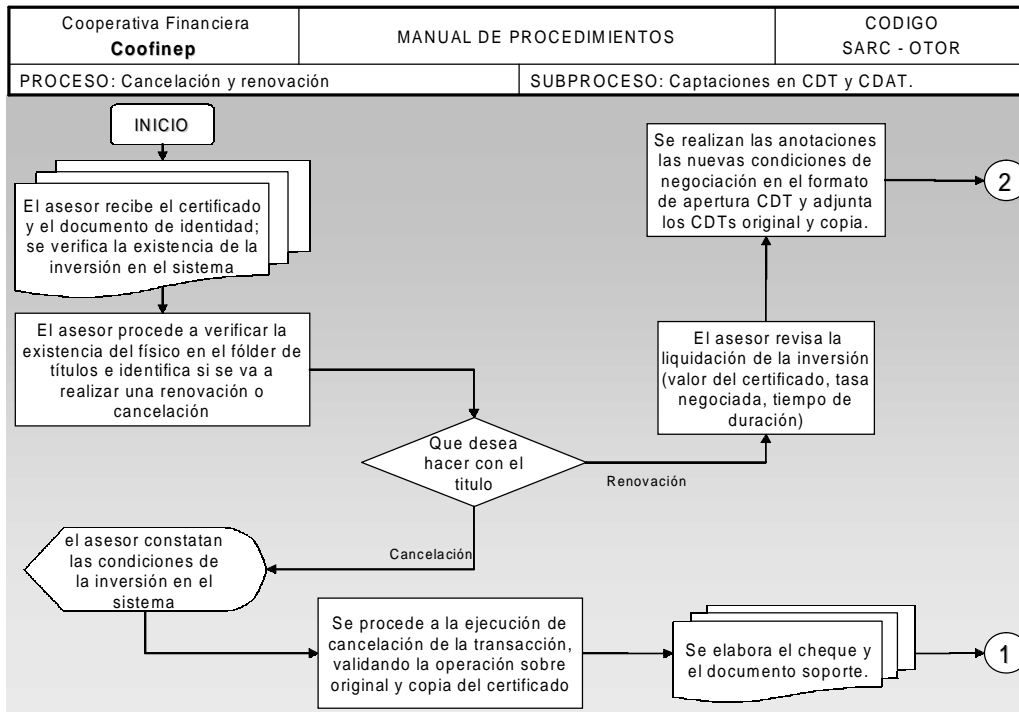 Cooperativa Financiera
Coofinep
MANUAL DE PROCEDIMIENTOS
CODIGO
SARC - OTOR
PROCESO: Cancelación y renovación
SUBPROCESO: Captaciones en CDT y CDAT.
INICIO
El asesor recibe el certificado
y el documento de identidad;
se verifica la existencia de la
inversión en el sistema
El asesor procede a verificar la
existencia del físico en el fólder de
títulos e identifica si se va a
realizar una renovación o
cancelación
Que desea
hacer con el
titulo
Renovación
El asesor revisa la
liquidación de la inversión
(valor del certificado, tasa
negociada, tiempo de
duración)
Se realizan las anotaciones
las nuevas condiciones de
negociación en el formato
de apertura CDT y adjunta
los CDTs original y copia.
2
Cancelación
el asesor constatan
las condiciones de
la inversión en el
sistema
Se procede a la ejecución de
cancelación de la transacción,
validando la operación sobre
original y copia del certificado
Se elabora el cheque y
el documento soporte.
1